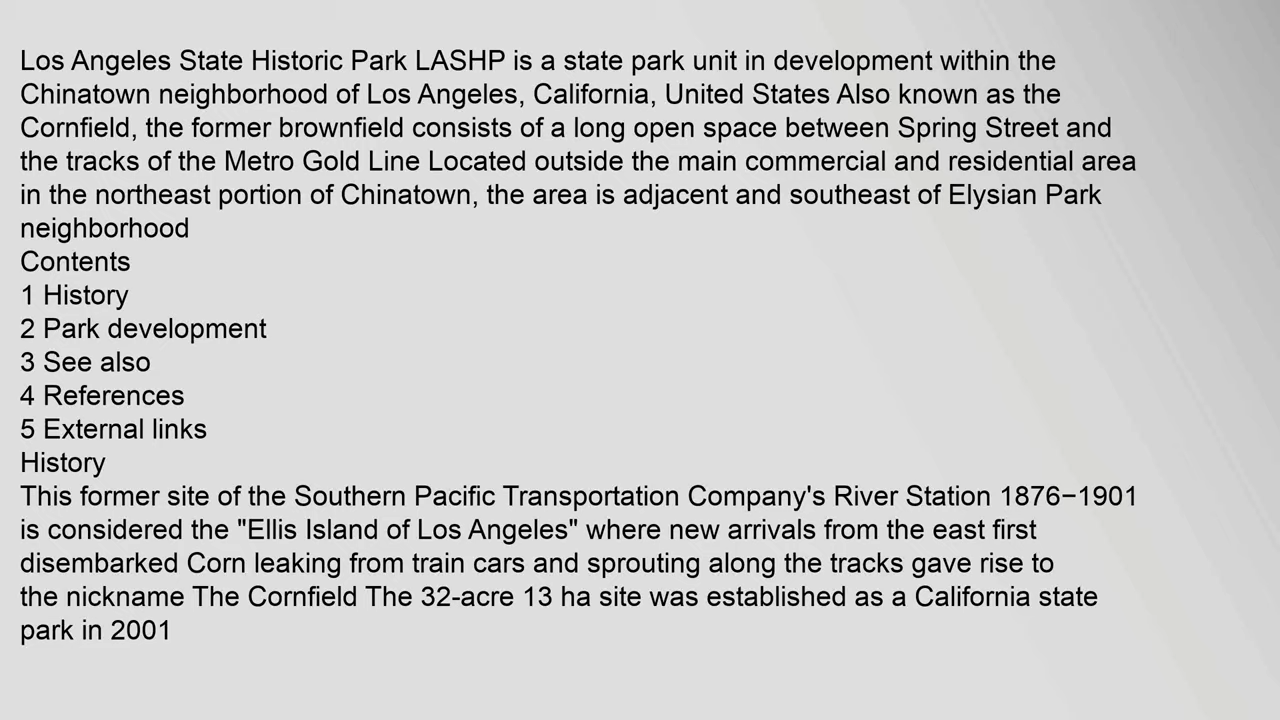 Los Angeles State Historic Park LASHP is a state park unit in development within the
Chinatown neighborhood of Los Angeles, California, United States Also known as the
Cornfield, the former brownfield consists of a long open space between Spring Street and
the tracks of the Metro Gold Line Located outside the main commercial and residential area
in the northeast portion of Chinatown, the area is adjacent and southeast of Elysian Park
neighborhood
Contents
1 History
2 Park development
3 See also
4 References
5 External links
History
This former site of the Southern Pacific Transportation Company's River Station 1876−1901
is considered the "Ellis Island of Los Angeles" where new arrivals from the east first
disembarked Corn leaking from train cars and sprouting along the tracks gave rise to
the nickname The Cornfield The 32-acre 13 ha site was established as a California state
park in 2001